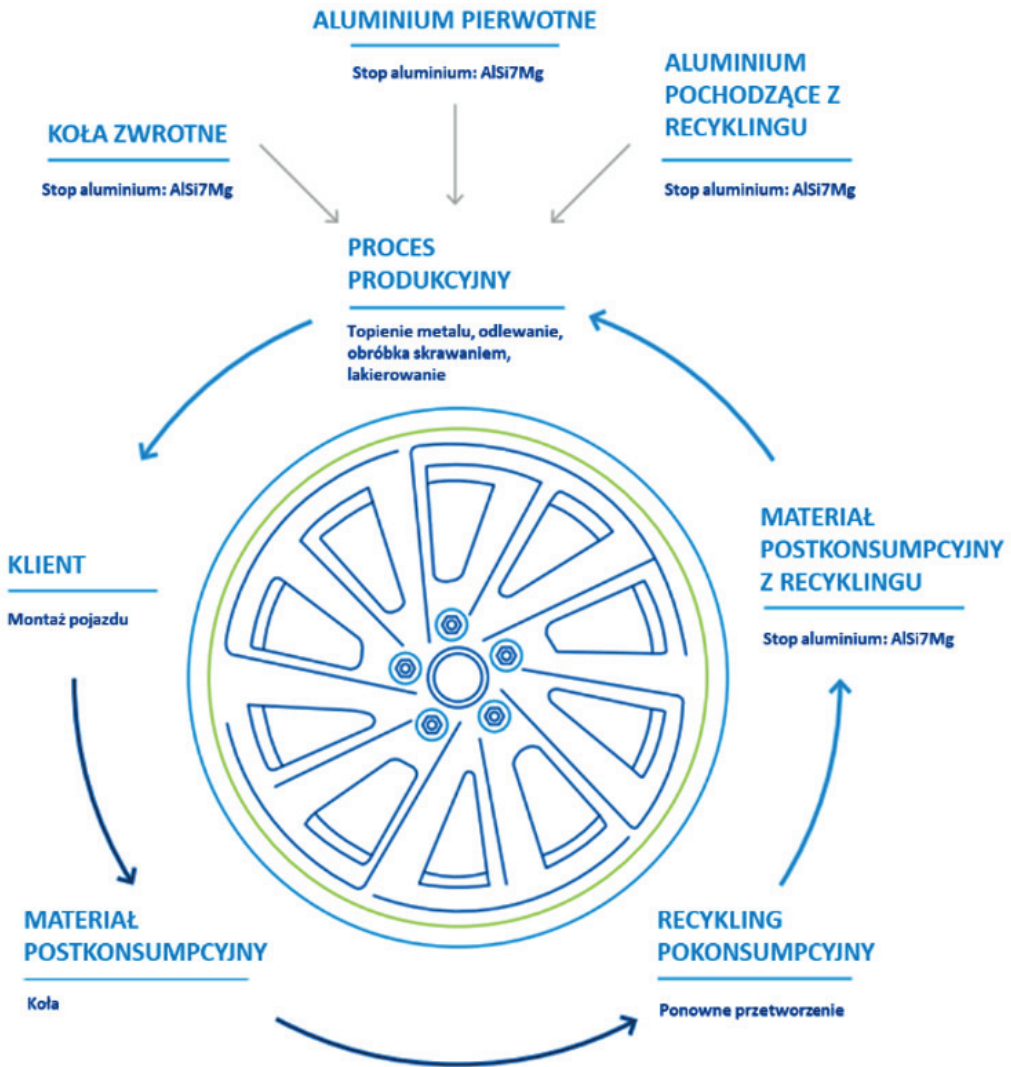 ALUMINIUM PIERWOTNE
Stop aluminium: AlSi7Mg
ALUMINIUM
POCHODZĄCE Z
RECYKLINGU
Stop aluminium: AlSi7Mg
KOŁA ZWROTNE
Stop aluminium: AlSi7Mg
PROCES
PRODUKCYJNY
Topienie metalu, odlewanie,
obróbka skrawaniem,
lakierowanie
KLIENT
Montaż pojazdu
MATERIAŁ
POSTKONSUMPCYJNY
Z RECYKLINGU
Stop aluminium: AlSi7Mg
MATERIAŁ
POSTKONSUMPCYJNY
Koła
RECYKLING
POKONSUMPCYJNY
Ponowne przetworzenie